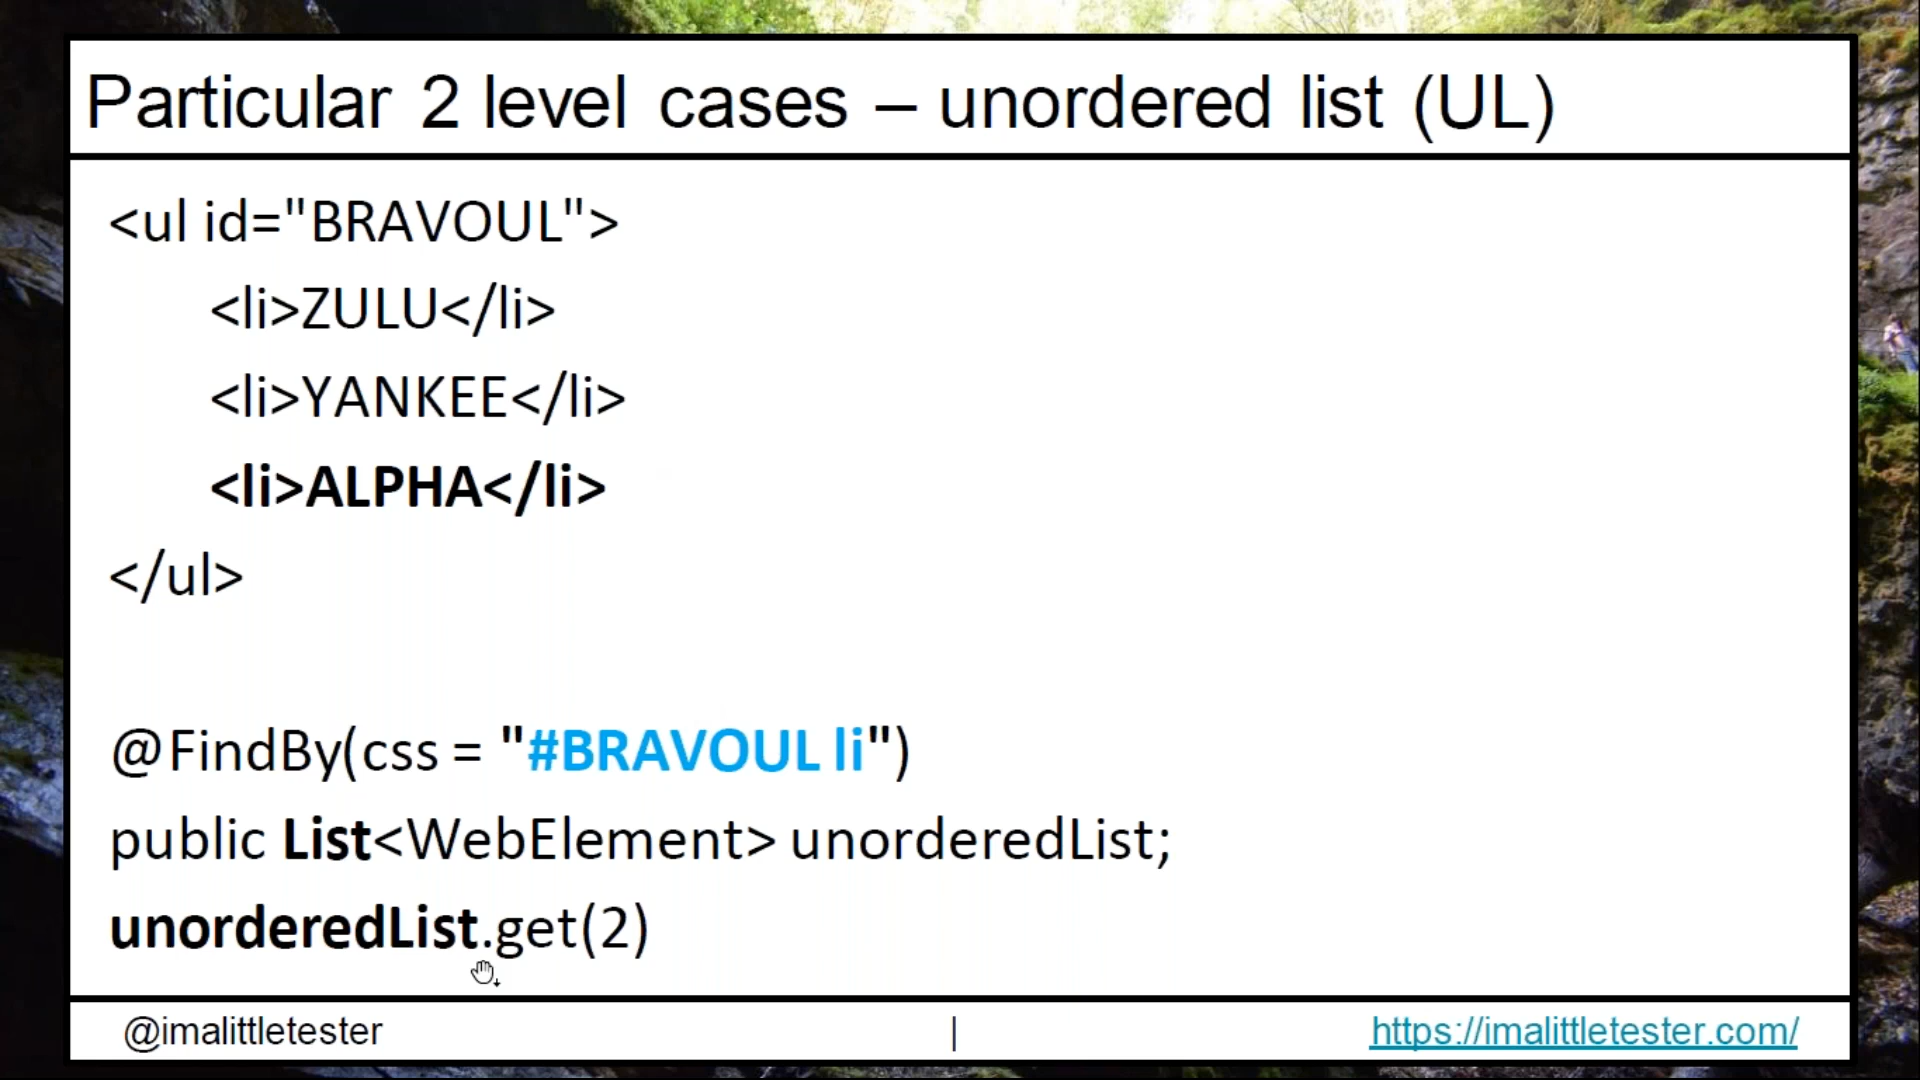 Particular 2 level cases – unordered list (UL)
<ul id="BRAVOUL">
<li>ZULU</li>
<li>YANKEE</li>
<li>ALPHA</li>
</ul>
@FindBy(css = "#BRAVOUL li")
public List<WebElement> unorderedList;
unorderedList.get(2)
@imalittletester | https://imalittletester.com/